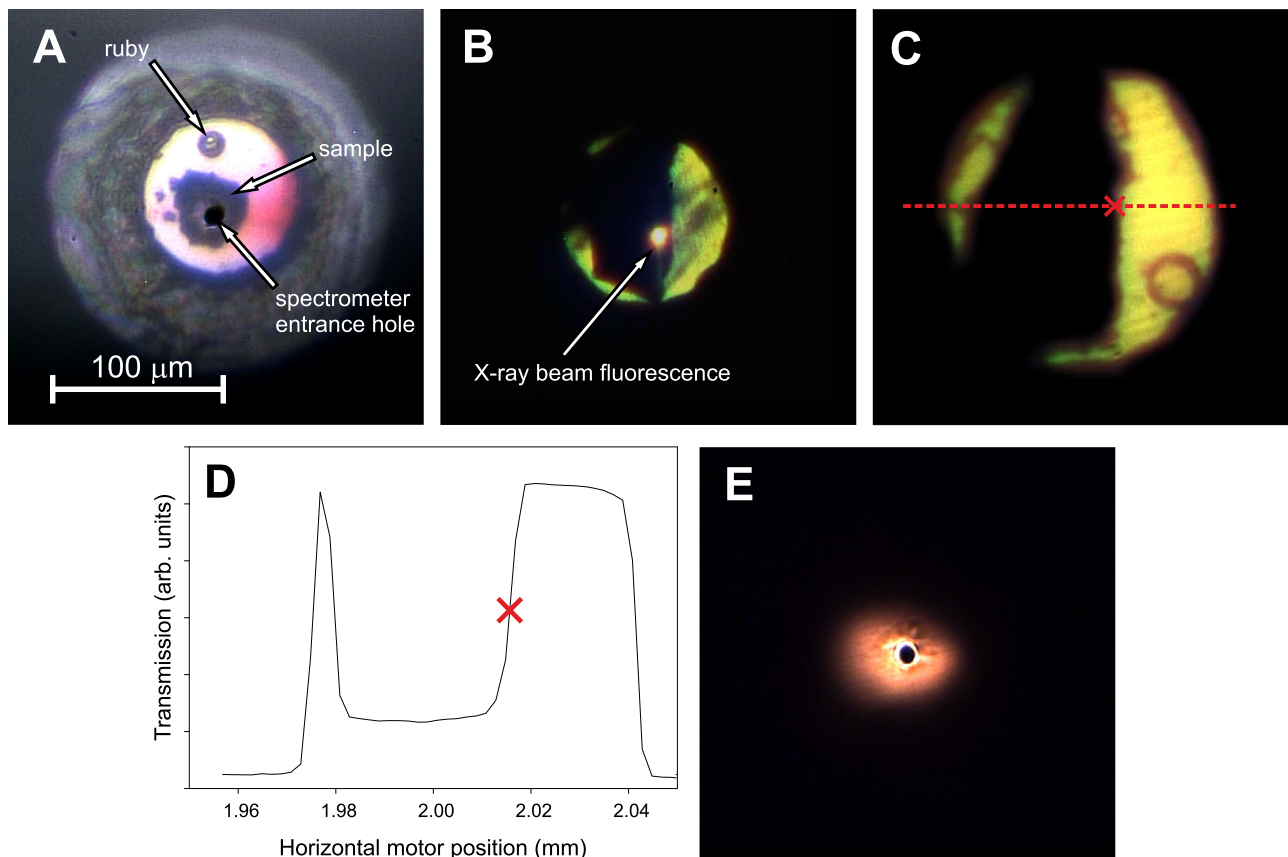 A
ruby
sample
spectrometer
entrance hole
100 μm
B
X-ray beam fluorescence
C
D
Transmission (arb. units)
1.96
1.98
2.00
2.02
2.04
Horizontal motor position (mm)
E